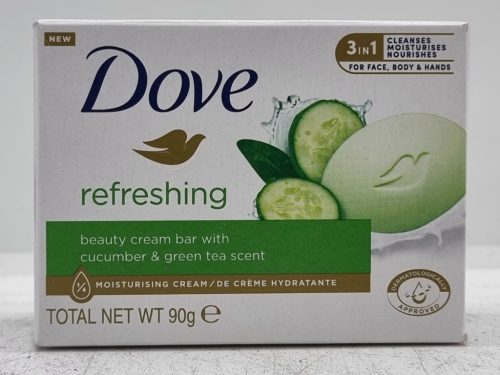 NEW
Dove
3 IN 1
CLEANSES
MOISTURISES
NOURISHES
FOR FACE, BODY & HANDS
refreshing
beauty cream bar with
cucumber & green tea scent
¼ MOISTURISING CREAM/DE CRÈME HYDRATANTE
TOTAL NET WT 90g ℮
DERMATOLOGICALLY
APPROVED